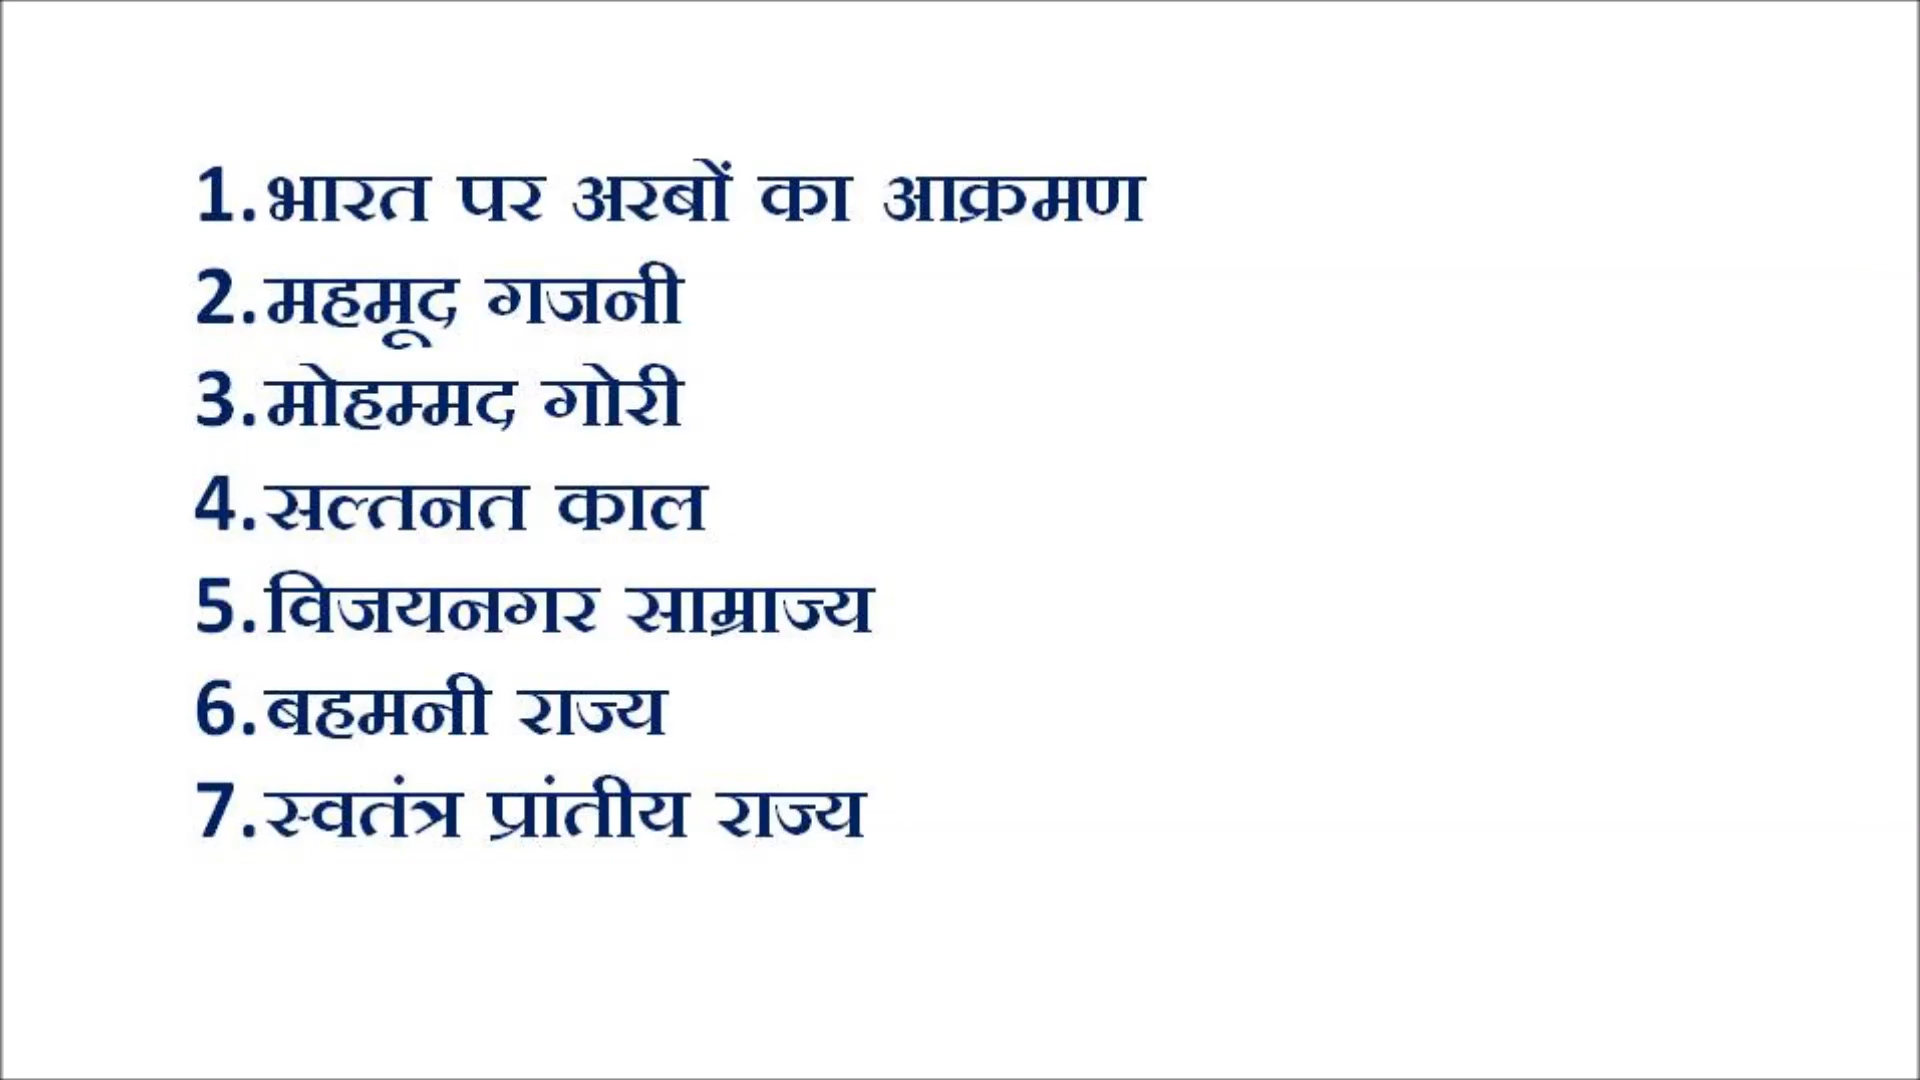 1.भारत पर अरबों का आक्रमण
2.महमूद गजनी
3.मोहम्मद गोरी
4.सल्तनत काल
5.विजयनगर साम्राज्य
6.बहमनी राज्य
7.स्वतंत्र प्रांतीय राज्य